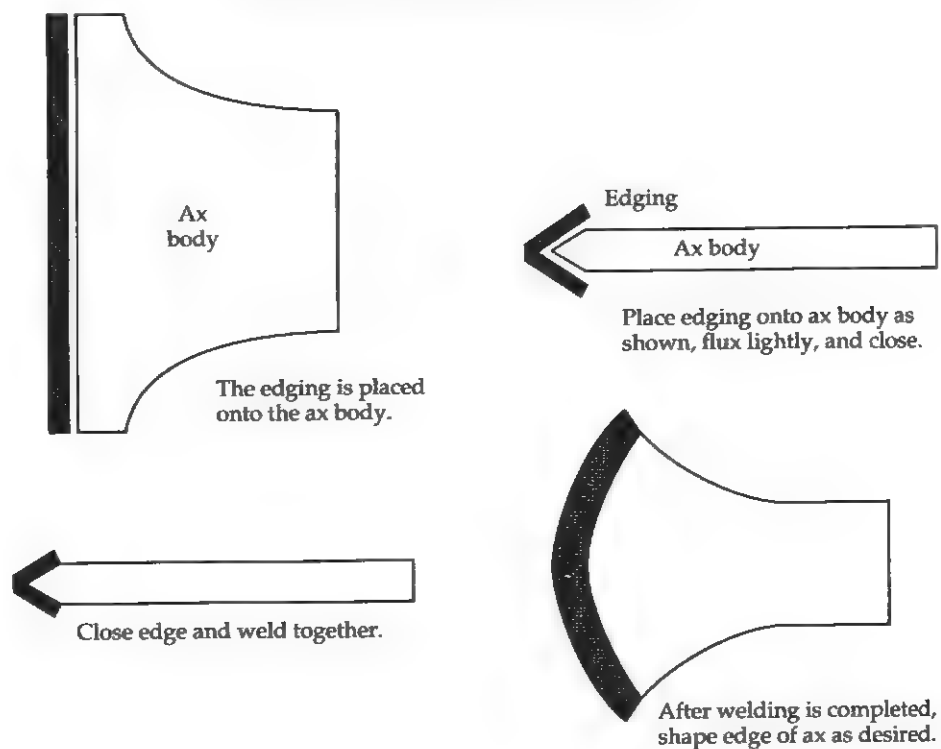 Ax
body
The edging is placed
onto the ax body.
Edging
Ax body
Place edging onto ax body as
shown, flux lightly, and close.
Close edge and weld together.
After welding is completed,
shape edge of ax as desired.